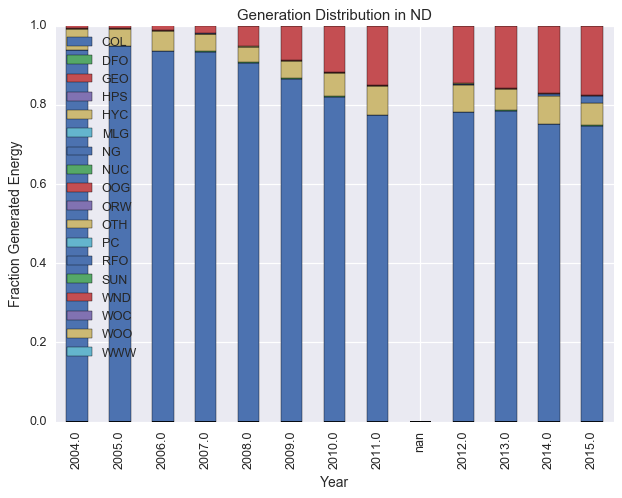 Generation Distribution in ND
1.0
0.8
0.6
0.4
0.2
0.0
Fraction Generated Energy
COL
DFO
GEO
HPS
HYC
MLG
NG
NUC
OOG
ORW
OTH
PC
RFO
SUN
WND
WOC
WOO
WWW
2004.0
2005.0
2006.0
2007.0
2008.0
2009.0
2010.0
2011.0
nan
2012.0
2013.0
2014.0
2015.0
Year